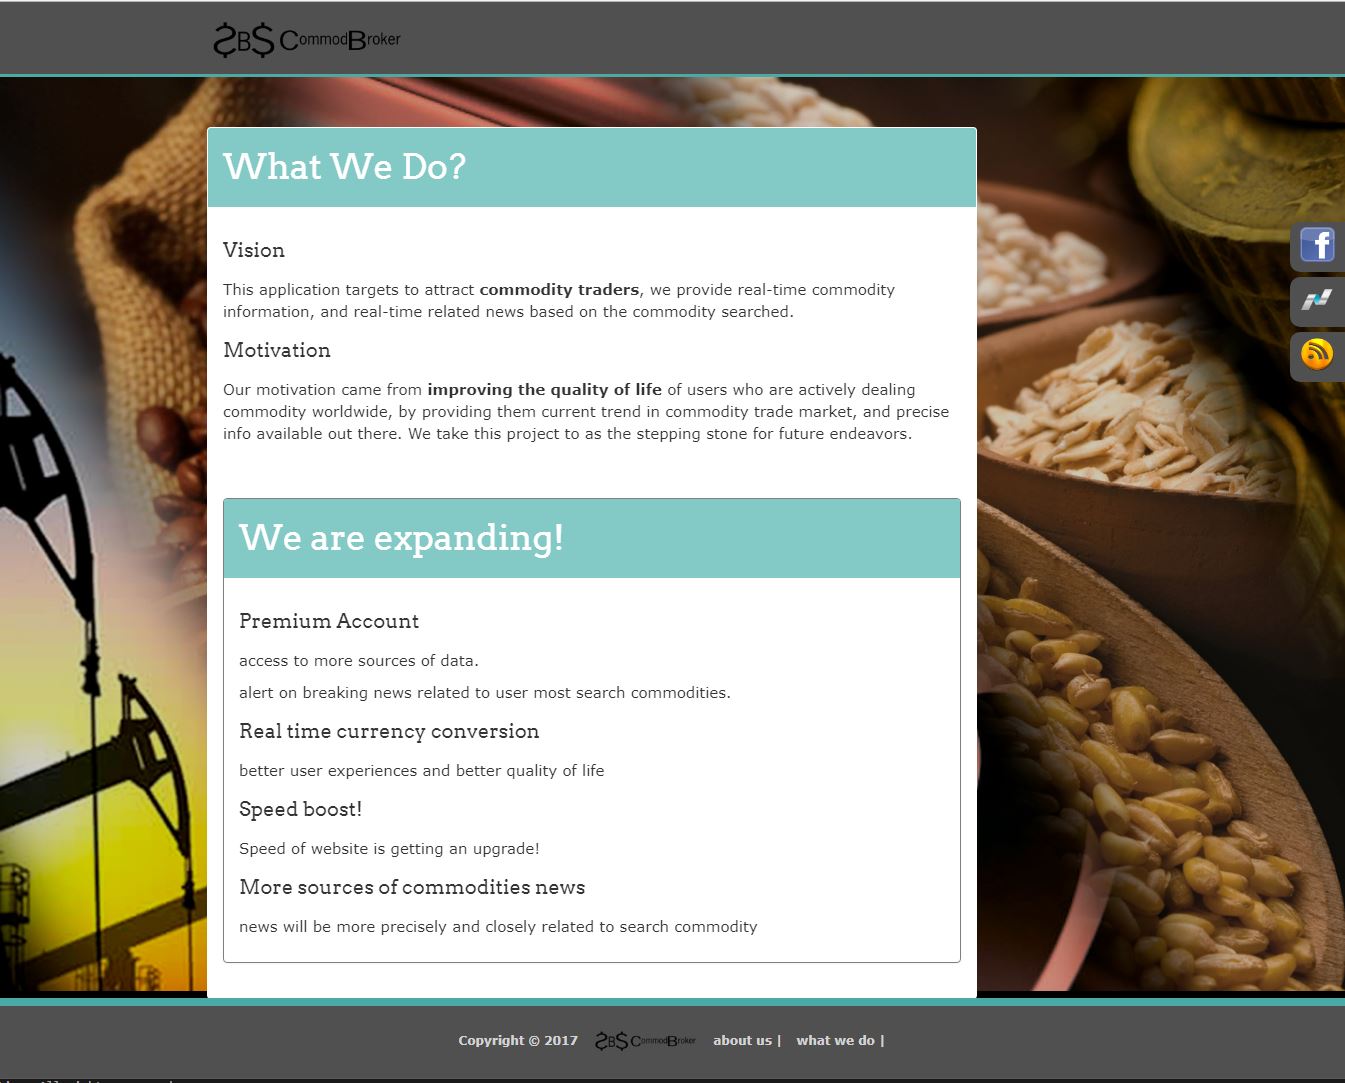 $B$ CommodBroker
What We Do?
Vision
This application targets to attract commodity traders, we provide real-time commodity
information, and real-time related news based on the commodity searched.
Motivation
Our motivation came from improving the quality of life of users who are actively dealing
commodity worldwide, by providing them current trend in commodity trade market, and precise
info available out there. We take this project to as the stepping stone for future endeavors.
We are expanding!
Premium Account
access to more sources of data.
alert on breaking news related to user most search commodities.
Real time currency conversion
better user experiences and better quality of life
Speed boost!
Speed of website is getting an upgrade!
More sources of commodities news
news will be more precisely and closely related to search commodity
Copyright © 2017 $B$ CommodBroker about us | what we do |